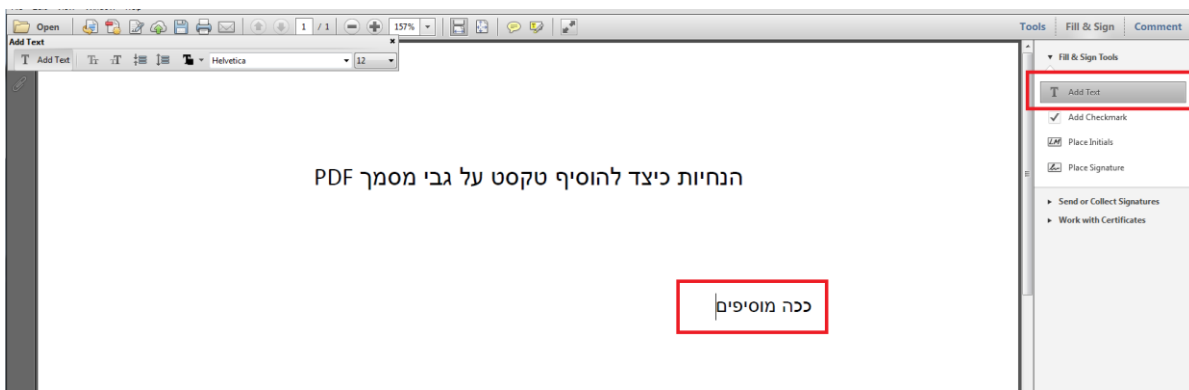 Open
1 / 1
157%
Tools
Fill & Sign
Comment
Add Text
x
T Add Text
Helvetica
12
Fill & Sign Tools
T Add Text
Add Checkmark
Place Initials
Place Signature
Send or Collect Signatures
Work with Certificates
הנחיות כיצד להוסיף טקסט על גבי מסמך PDF
ככה מוסיפים